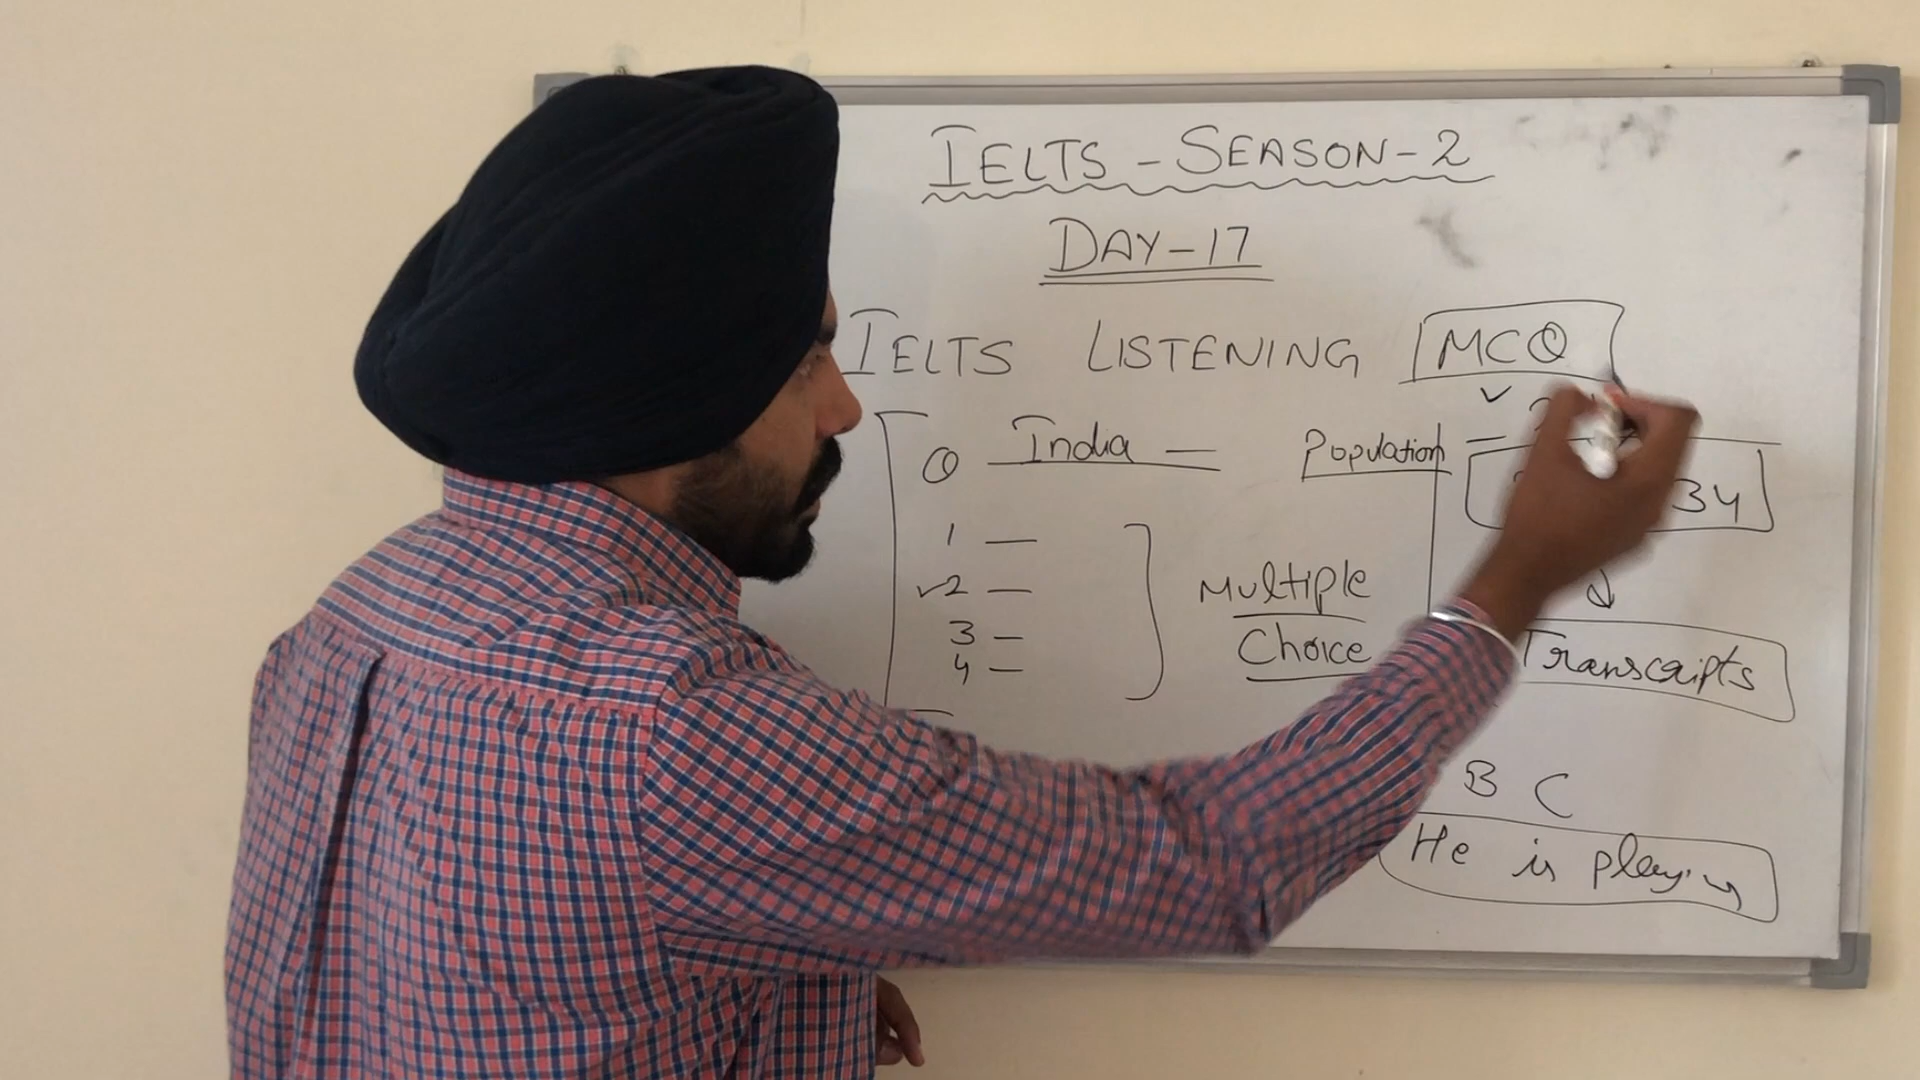 IELTS - SEASON - 2
DAY - 17
IELTS LISTENING MCQ
Q India — Population =
34
1 —
2 —
3 —
4 —
Multiple
Choice
Transcripts
B C
He is playing